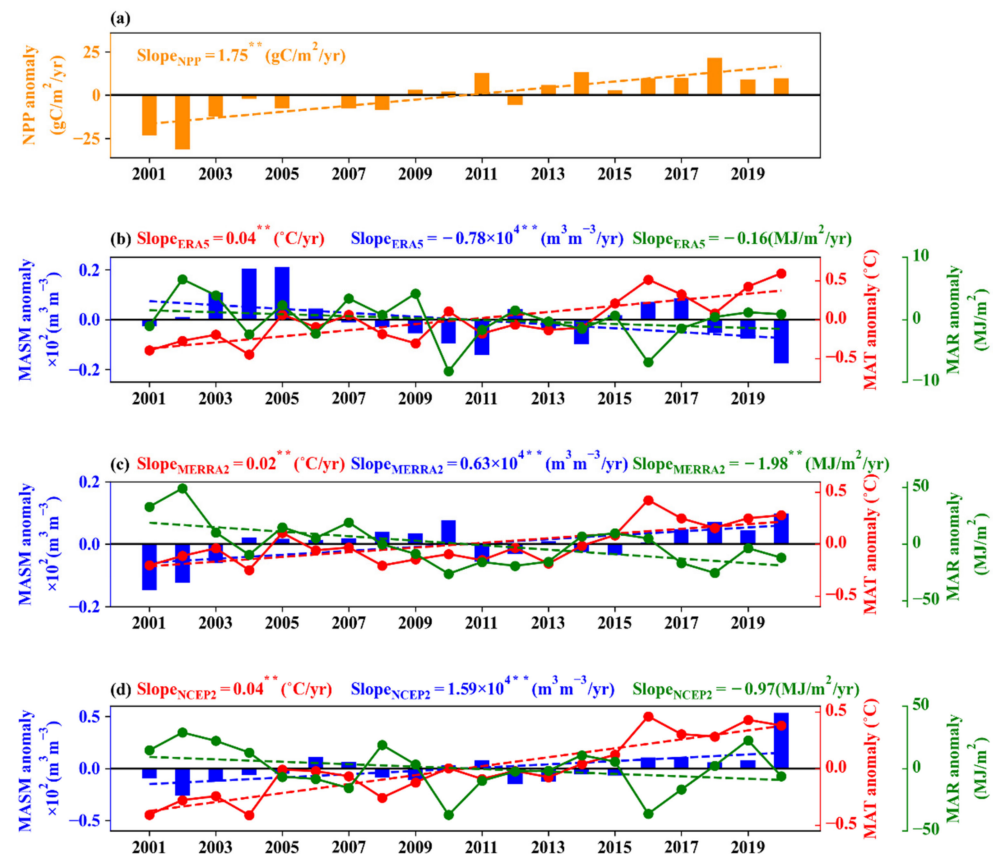 (a)
Slope_NPP = 1.75** (gC/m²/yr)
NPP anomaly
(gC/m²/yr)
25
0
−25
2001 2003 2005 2007 2009 2011 2013 2015 2017 2019
(b) Slope_ERA5 = 0.04** (°C/yr) Slope_ERA5 = −0.78×10⁴** (m³m⁻³/yr) Slope_ERA5 = −0.16(MJ/m²/yr)
MASM anomaly
×10²(m³m⁻³)
0.2
0.0
−0.2
0.5
0.0
−0.5
MAT anomaly (°C)
10
0
−10
MAR anomaly
(MJ/m²)
2001 2003 2005 2007 2009 2011 2013 2015 2017 2019
(c) Slope_MERRA2 = 0.02** (°C/yr) Slope_MERRA2 = 0.63×10⁴** (m³m⁻³/yr) Slope_MERRA2 = −1.98** (MJ/m²/yr)
MASM anomaly
×10²(m³m⁻³)
0.2
0.0
−0.2
0.5
0.0
−0.5
MAT anomaly (°C)
50
0
−50
MAR anomaly
(MJ/m²)
2001 2003 2005 2007 2009 2011 2013 2015 2017 2019
(d) Slope_NCEP2 = 0.04** (°C/yr) Slope_NCEP2 = 1.59×10⁴** (m³m⁻³/yr) Slope_NCEP2 = −0.97(MJ/m²/yr)
MASM anomaly
×10²(m³m⁻³)
0.5
0.0
−0.5
0.5
0.0
−0.5
MAT anomaly (°C)
50
0
−50
MAR anomaly
(MJ/m²)
2001 2003 2005 2007 2009 2011 2013 2015 2017 2019